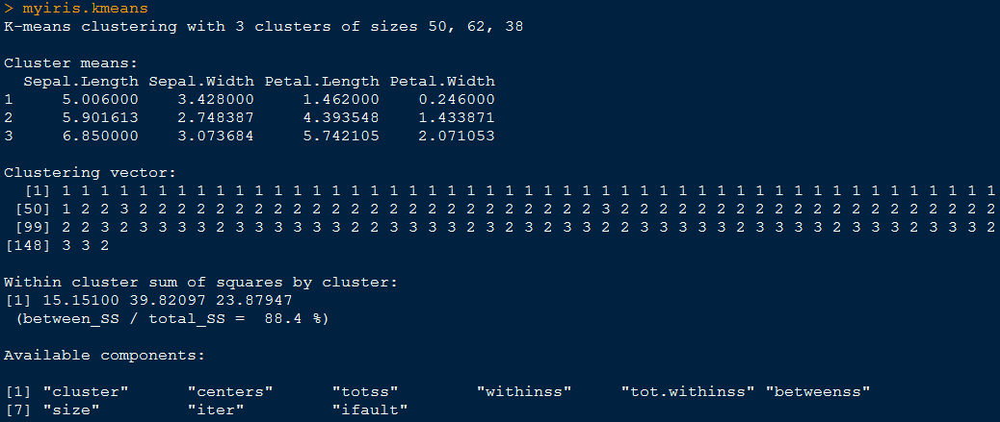 > myiris.kmeans
K-means clustering with 3 clusters of sizes 50, 62, 38
Cluster means:
Sepal.Length Sepal.Width Petal.Length Petal.Width
1 5.006000 3.428000 1.462000 0.246000
2 5.901613 2.748387 4.393548 1.433871
3 6.850000 3.073684 5.742105 2.071053
Clustering vector:
[1] 1 1 1 1 1 1 1 1 1 1 1 1 1 1 1 1 1 1 1 1 1 1 1 1 1 1 1 1 1 1 1 1 1 1 1 1 1 1 1 1 1 1 1 1 1 1 1 1 1
[50] 1 2 2 3 2 2 2 2 2 2 2 2 2 2 2 2 2 2 2 2 2 2 2 2 2 2 2 2 3 2 2 2 2 2 2 2 2 2 2 2 2 2 2 2 2 2 2 2 2
[99] 2 2 3 2 3 3 3 3 2 3 3 3 3 3 3 2 2 3 3 3 3 2 3 2 3 2 3 3 2 2 3 3 3 3 3 2 3 3 3 3 2 3 3 3 2 3 3 3 2
[148] 3 3 2
Within cluster sum of squares by cluster:
[1] 15.15100 39.82097 23.87947
(between_SS / total_SS = 88.4 %)
Available components:
[1] "cluster" "centers" "totss" "withinss" "tot.withinss" "betweenss"
[7] "size" "iter" "ifault"